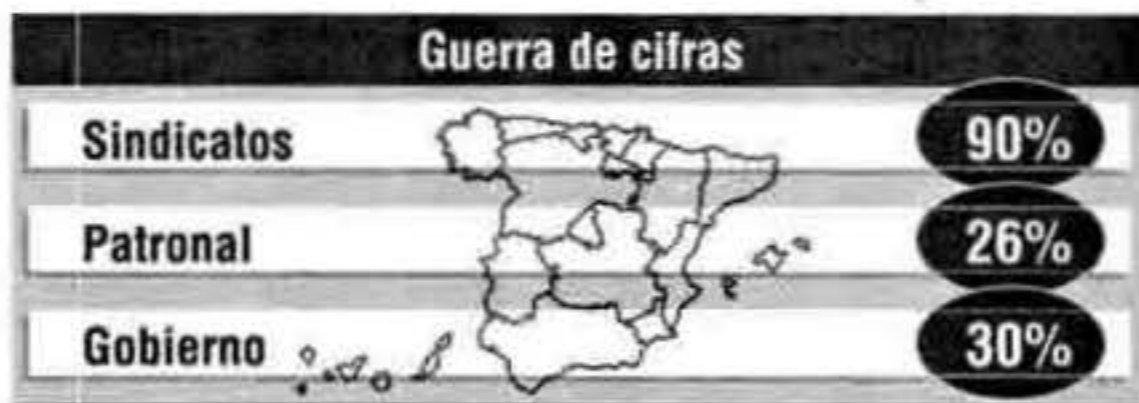 Guerra de cifras
Sindicatos 90%
Patronal 26%
Gobierno 30%